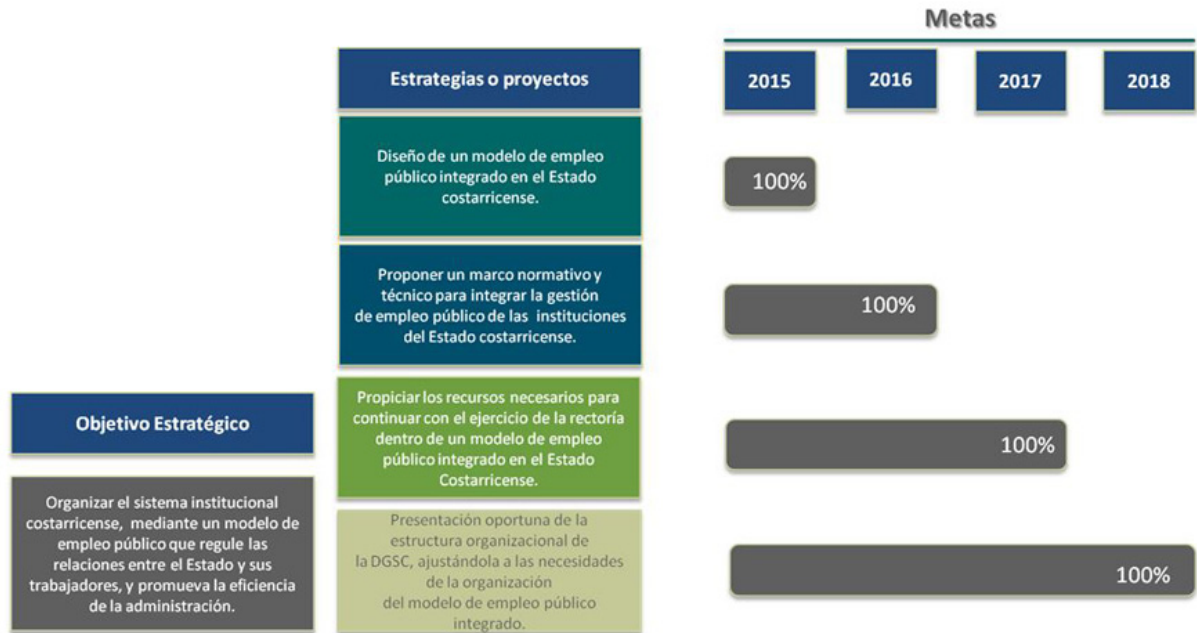 Metas
Estrategias o proyectos
2015
2016
2017
2018
Diseño de un modelo de empleo
público integrado en el Estado
costarricense.
100%
Proponer un marco normativo y
técnico para integrar la gestión
de empleo público de las instituciones
del Estado costarricense.
100%
Propiciar los recursos necesarios para
continuar con el ejercicio de la rectoría
dentro de un modelo de empleo
público integrado en el Estado
Costarricense.
100%
Objetivo Estratégico
Organizar el sistema institucional
costarricense, mediante un modelo de
empleo público que regule las
relaciones entre el Estado y sus
trabajadores, y promueva la eficiencia
de la administración.
Presentación oportuna de la
estructura organizacional de
la DGSC, ajustándola a las necesidades
de la organización
del modelo de empleo público
integrado.
100%